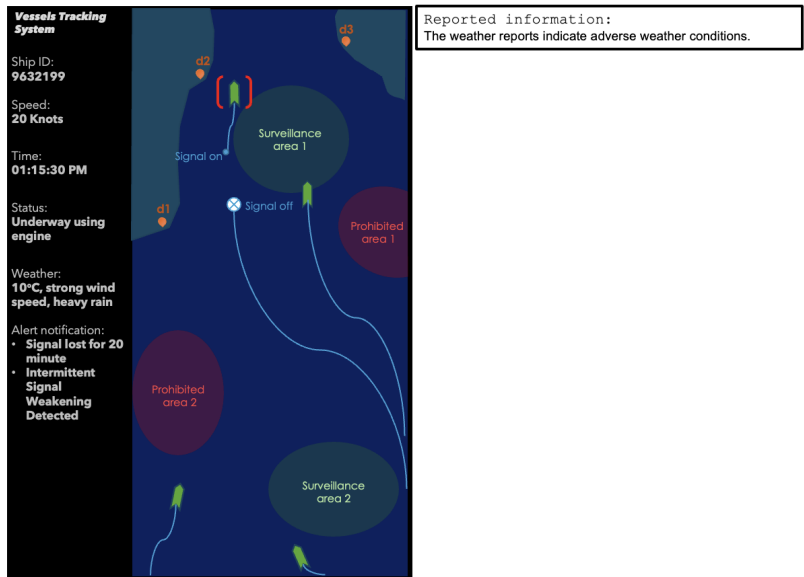 Vessels Tracking
System
Ship ID:
9632199
Speed:
20 Knots
Time:
01:15:30 PM
Status:
Underway using
engine
Weather:
10ºC, strong wind
speed, heavy rain
Alert notification:
• Signal lost for 20
minute
• Intermittent
Signal
Weakening
Detected
d3
d2
Surveillance
area 1
Signal on
d1
Signal off
Prohibited
area 1
Prohibited
area 2
Surveillance
area 2
Reported information:
The weather reports indicate adverse weather conditions.